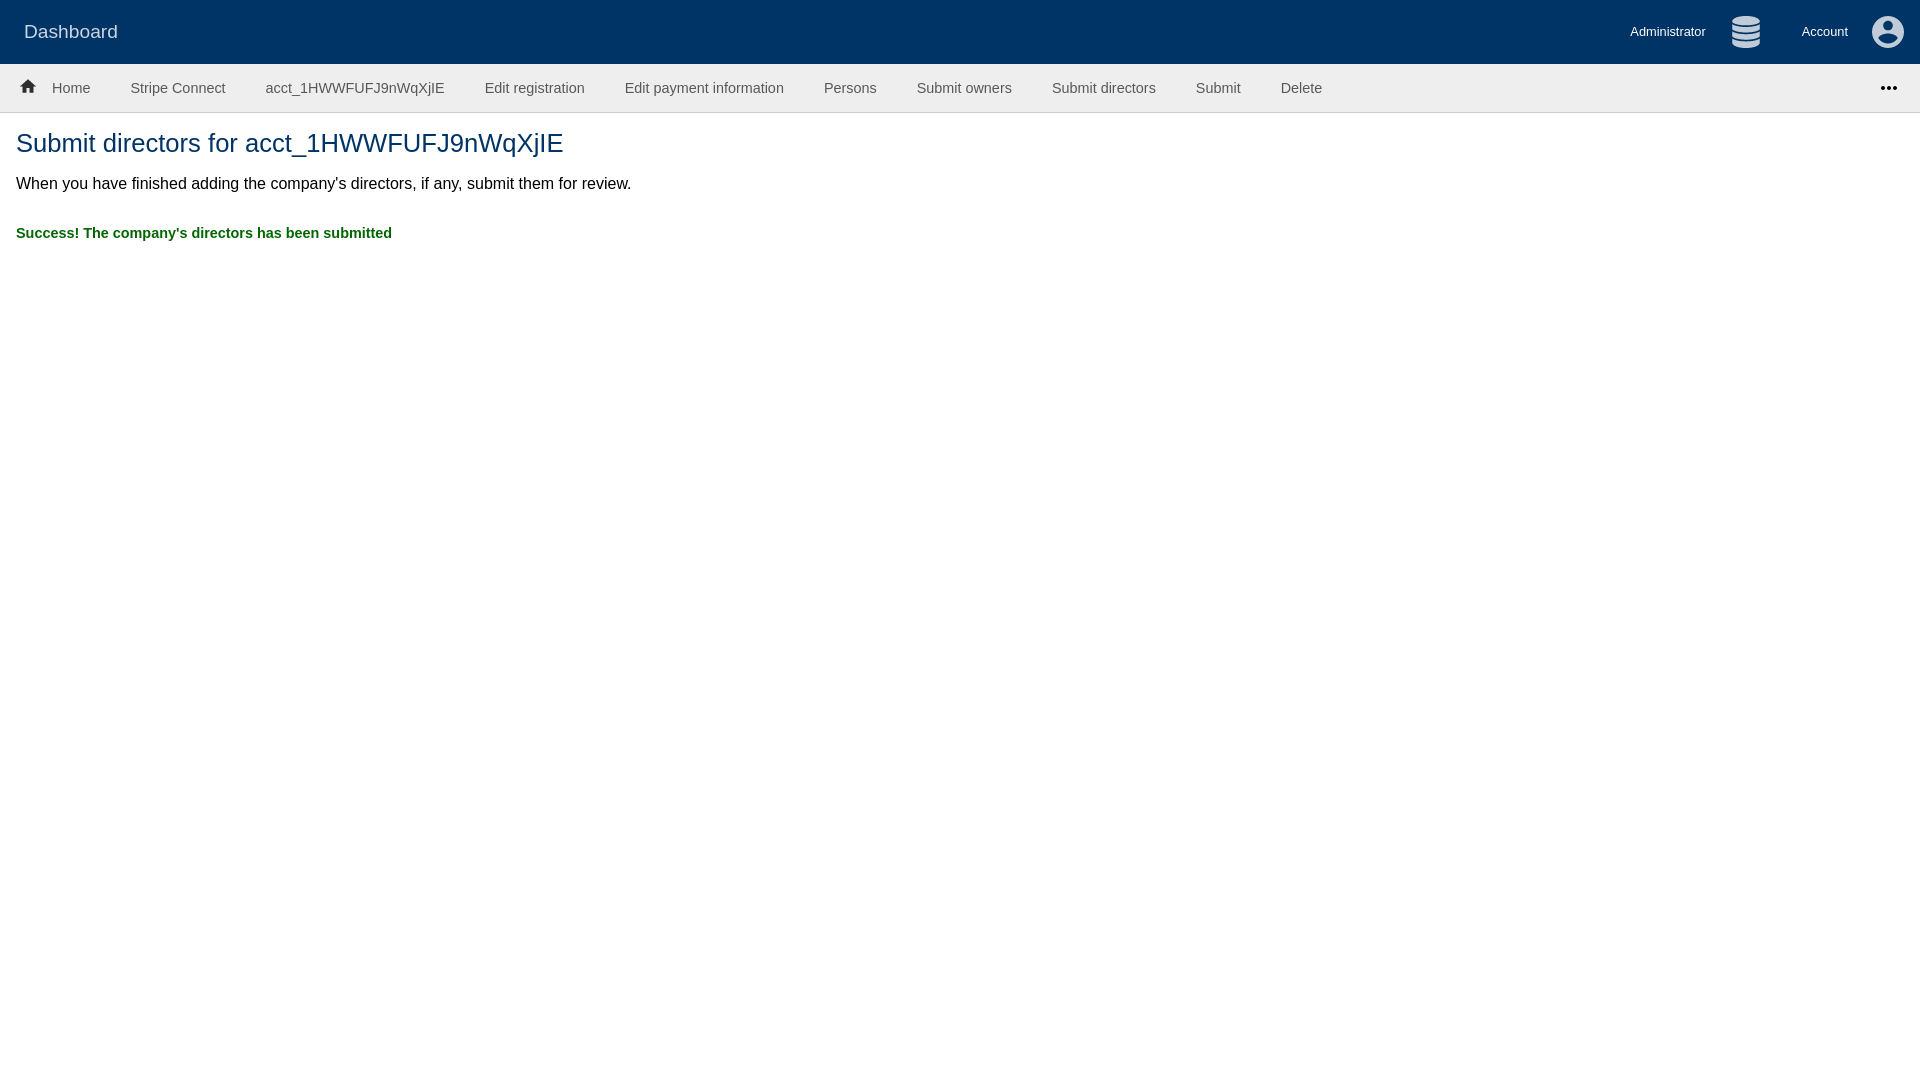 Dashboard
Administrator
Account
Home
Stripe Connect
acct_1HWWFUFJ9nWqXjIE
Edit registration
Edit payment information
Persons
Submit owners
Submit directors
Submit
Delete
Submit directors for acct_1HWWFUFJ9nWqXjIE
When you have finished adding the company's directors, if any, submit them for review.
Success! The company's directors has been submitted